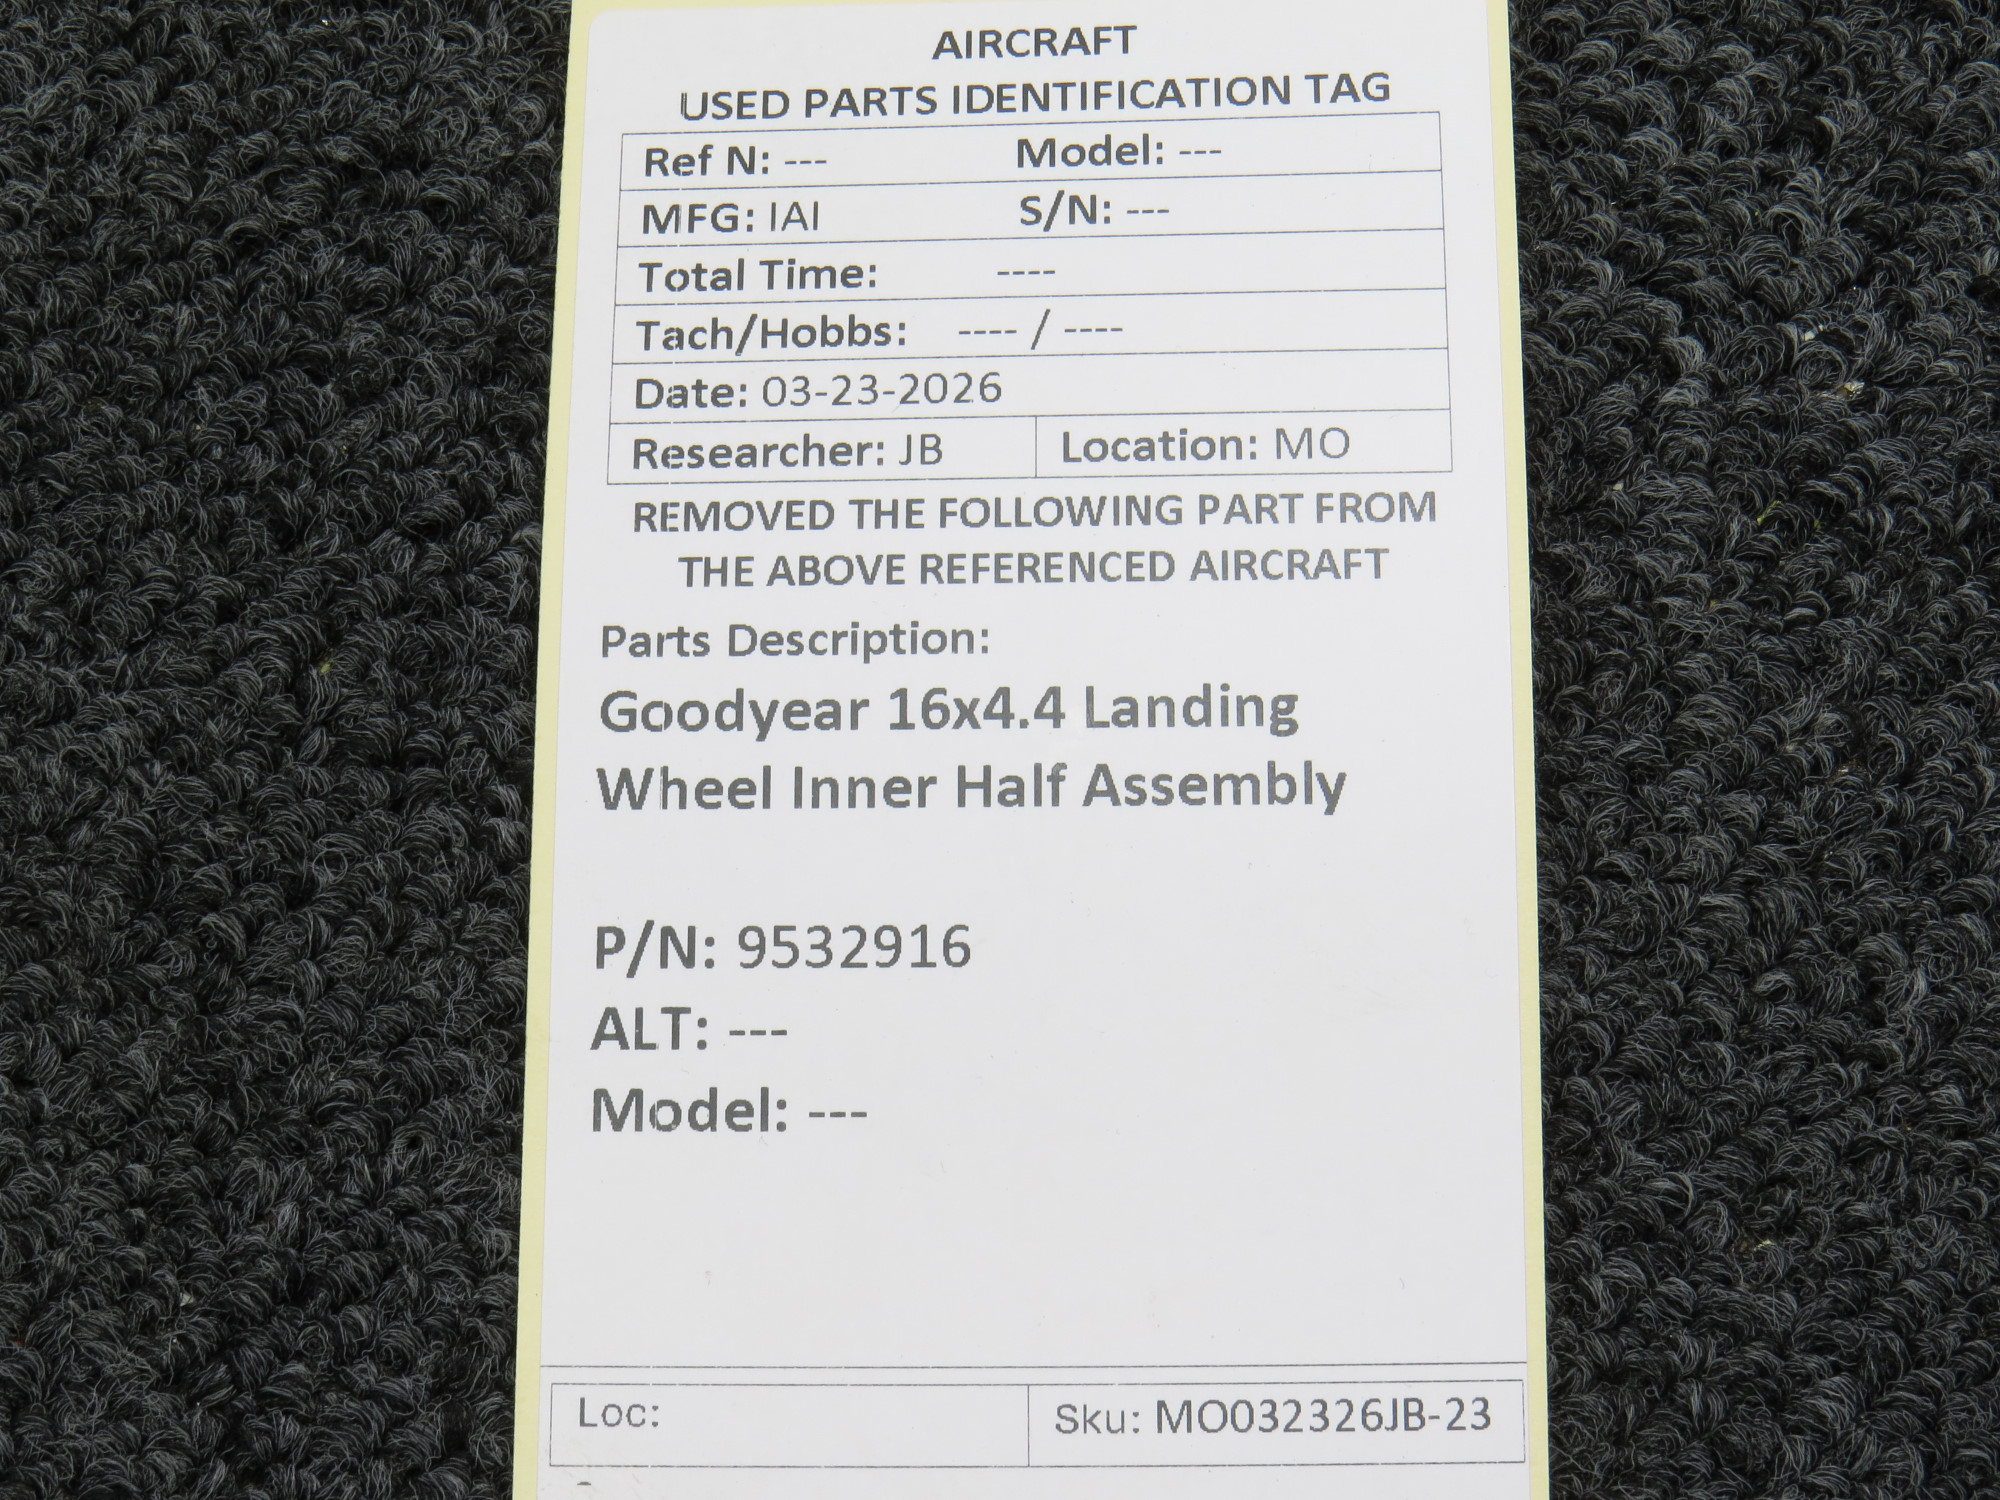 AIRCRAFT
USED PARTS IDENTIFICATION TAG
Ref N: --- Model: ---
MFG: IAI S/N: ---
Total Time: ----
Tach/Hobbs: ---- / ----
Date: 03-23-2026
Researcher: JB Location: MO
REMOVED THE FOLLOWING PART FROM
THE ABOVE REFERENCED AIRCRAFT
Parts Description:
Goodyear 16x4.4 Landing
Wheel Inner Half Assembly
P/N: 9532916
ALT: ---
Model: ---
Loc: Sku: MO032326JB-23